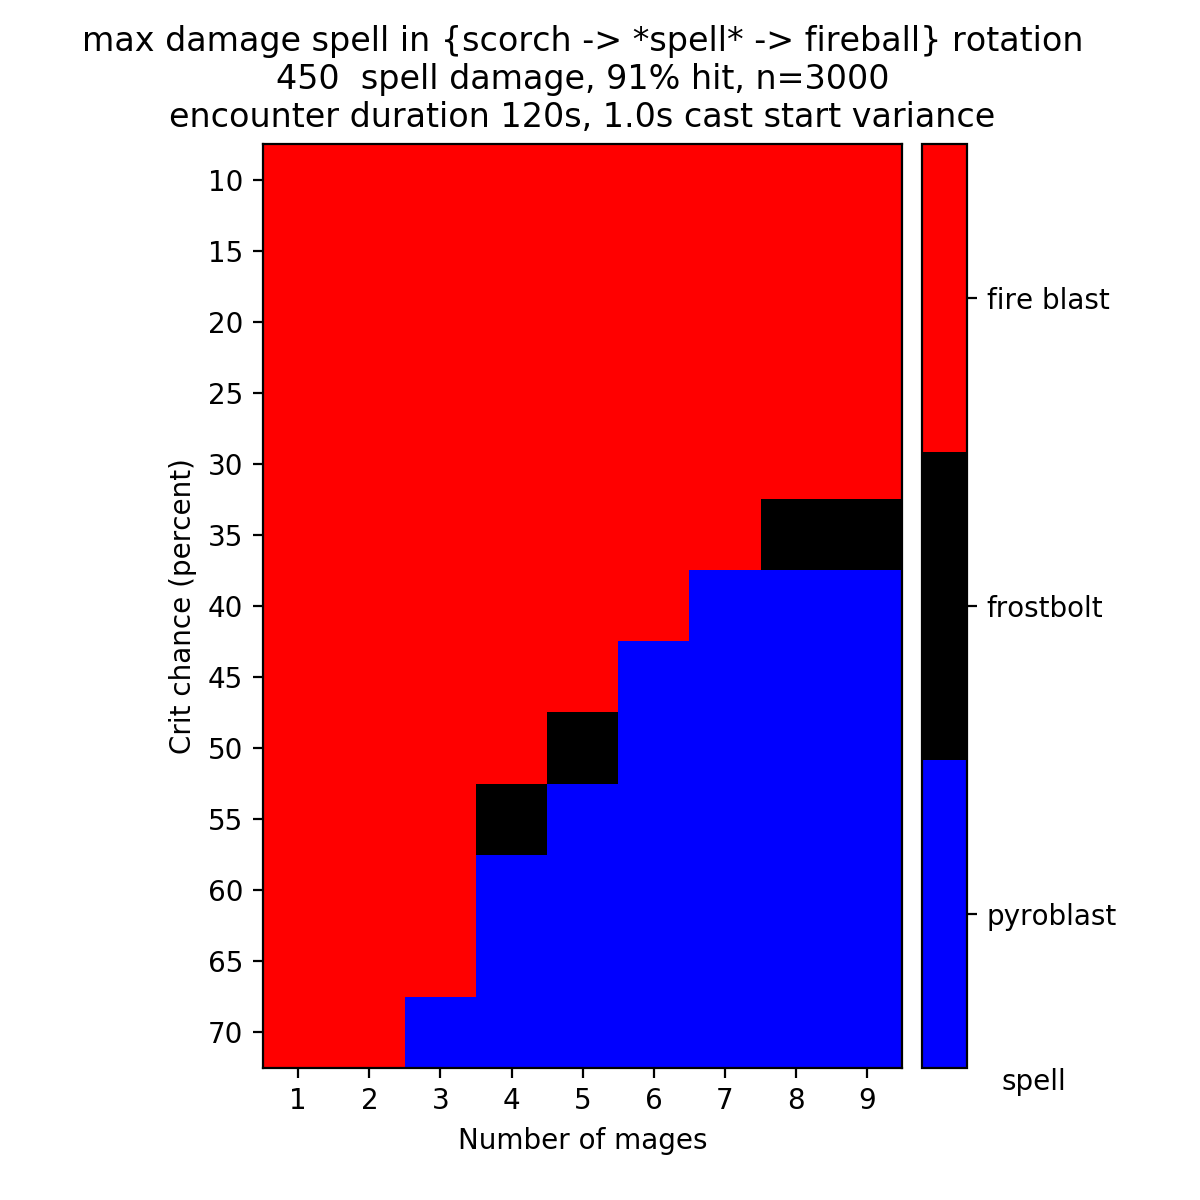 max damage spell in {scorch -> *spell* -> fireball} rotation
450  spell damage, 91% hit, n=3000
encounter duration 120s, 1.0s cast start variance
Crit chance (percent)
10
15
20
25
30
35
40
45
50
55
60
65
70
1 2 3 4 5 6 7 8 9
Number of mages
fire blast
frostbolt
pyroblast
spell